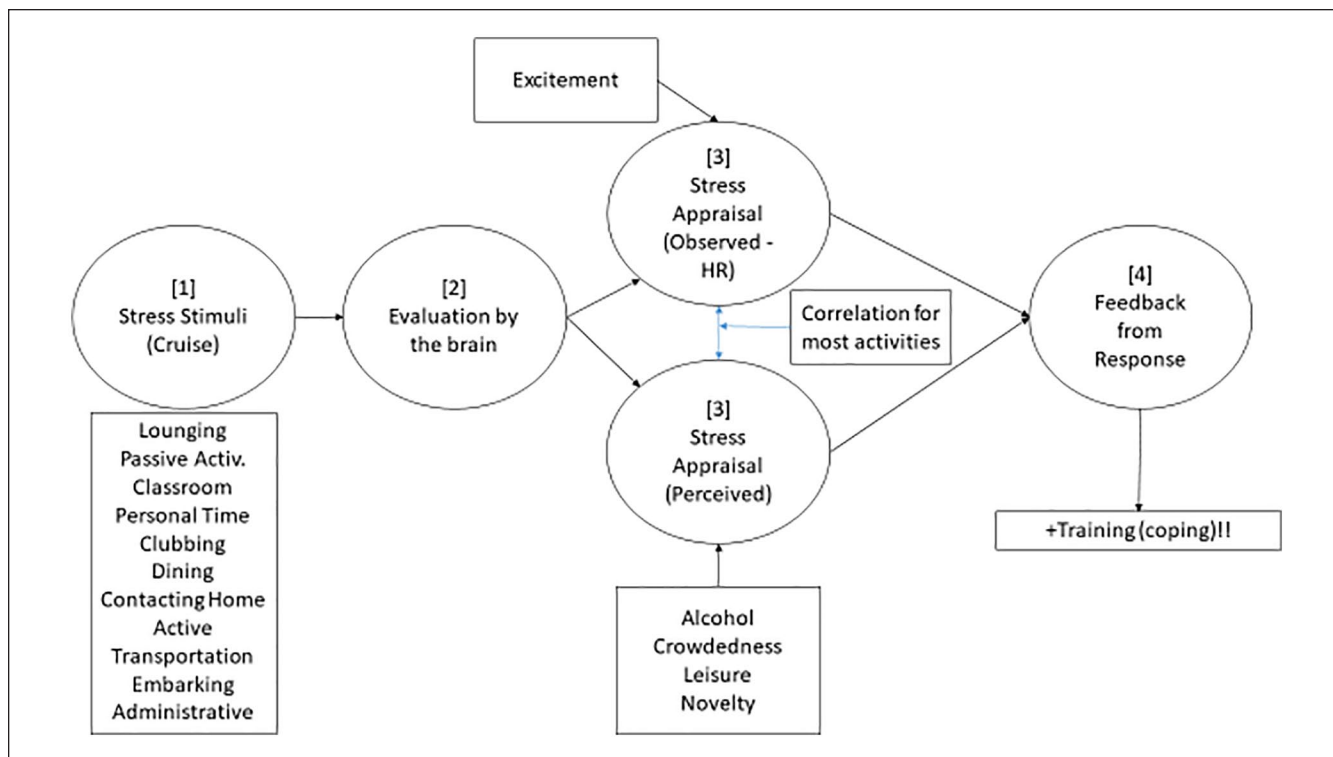 Excitement
[3]
Stress
Appraisal
(Observed -
HR)
[1]
Stress Stimuli
(Cruise)
[2]
Evaluation by
the brain
Correlation for
most activities
[4]
Feedback
from
Response
[3]
Stress
Appraisal
(Perceived)
Lounging
Passive Activ.
Classroom
Personal Time
Clubbing
Dining
Contacting Home
Active
Transportation
Embarking
Administrative
+Training (coping)!!
Alcohol
Crowdedness
Leisure
Novelty